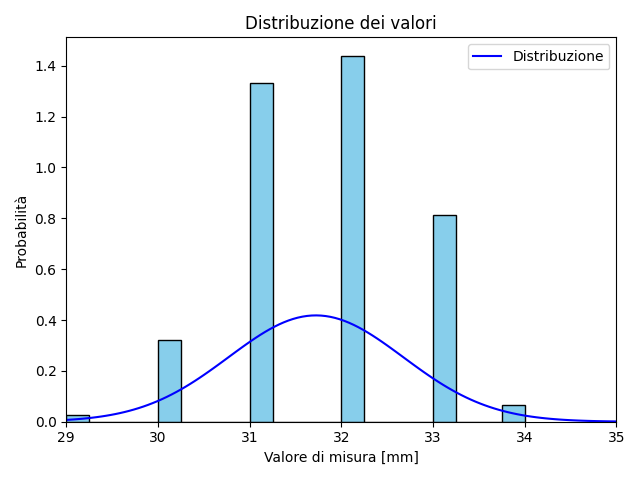 Distribuzione dei valori
Distribuzione
1.4
1.2
1.0
0.8
0.6
0.4
0.2
0.0
Probabilità
29 30 31 32 33 34 35
Valore di misura [mm]